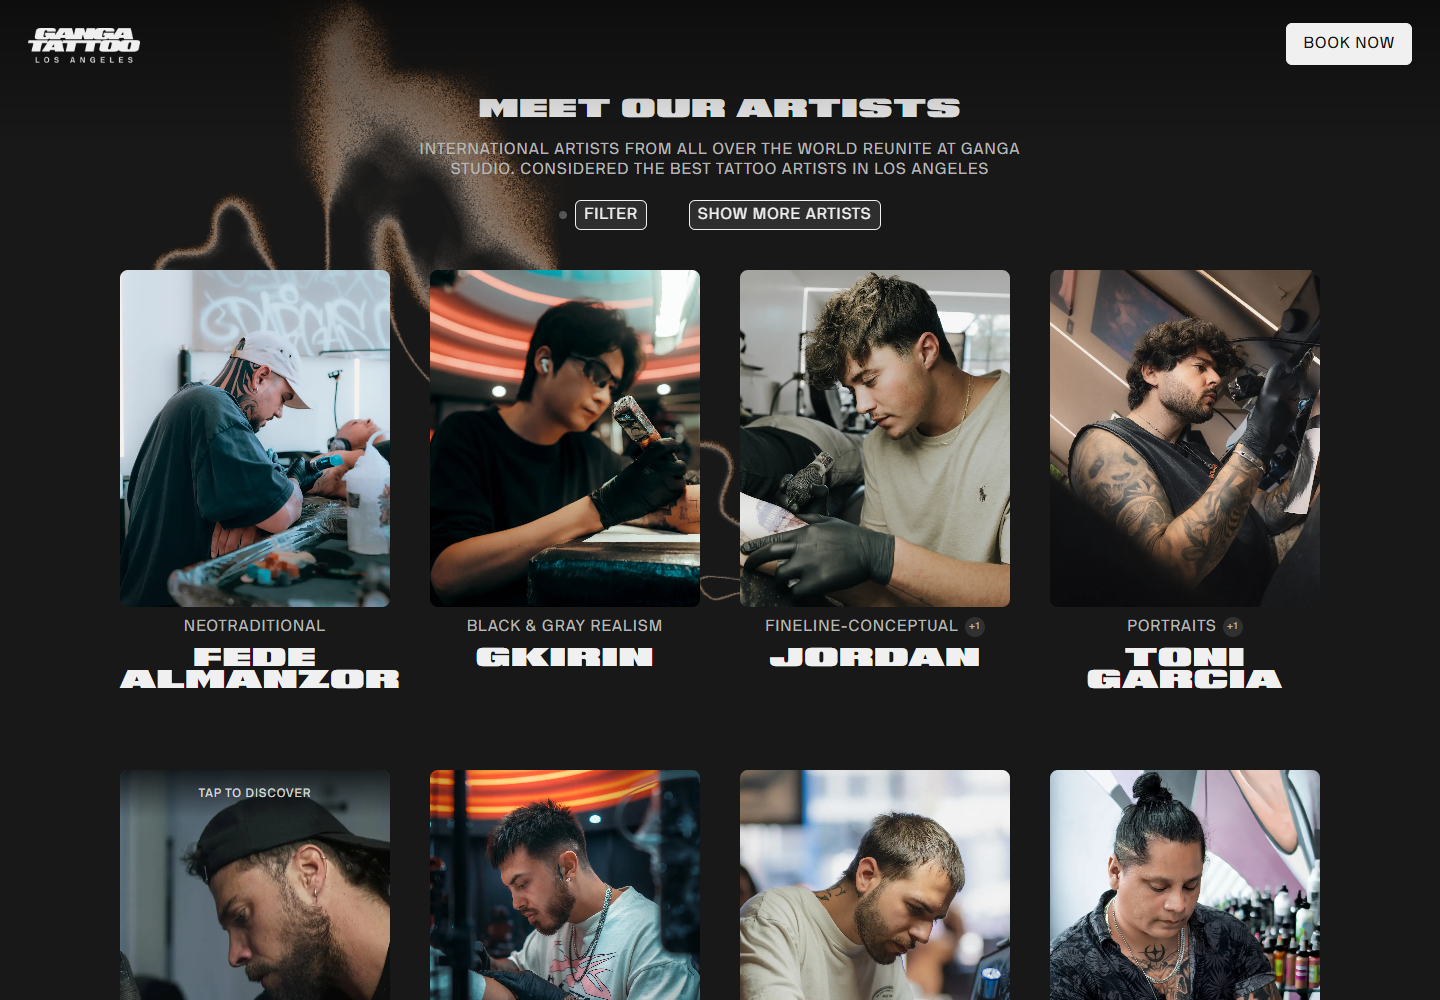 GANGA
TATTOO
LOS ANGELES
BOOK NOW
MEET OUR ARTISTS
INTERNATIONAL ARTISTS FROM ALL OVER THE WORLD REUNITE AT GANGA
STUDIO. CONSIDERED THE BEST TATTOO ARTISTS IN LOS ANGELES
FILTER
SHOW MORE ARTISTS
NEOTRADITIONAL
FEDE
ALMANZOR
BLACK & GRAY REALISM
GKIRIN
FINELINE-CONCEPTUAL +1
JORDAN
PORTRAITS +1
TONI
GARCIA
TAP TO DISCOVER